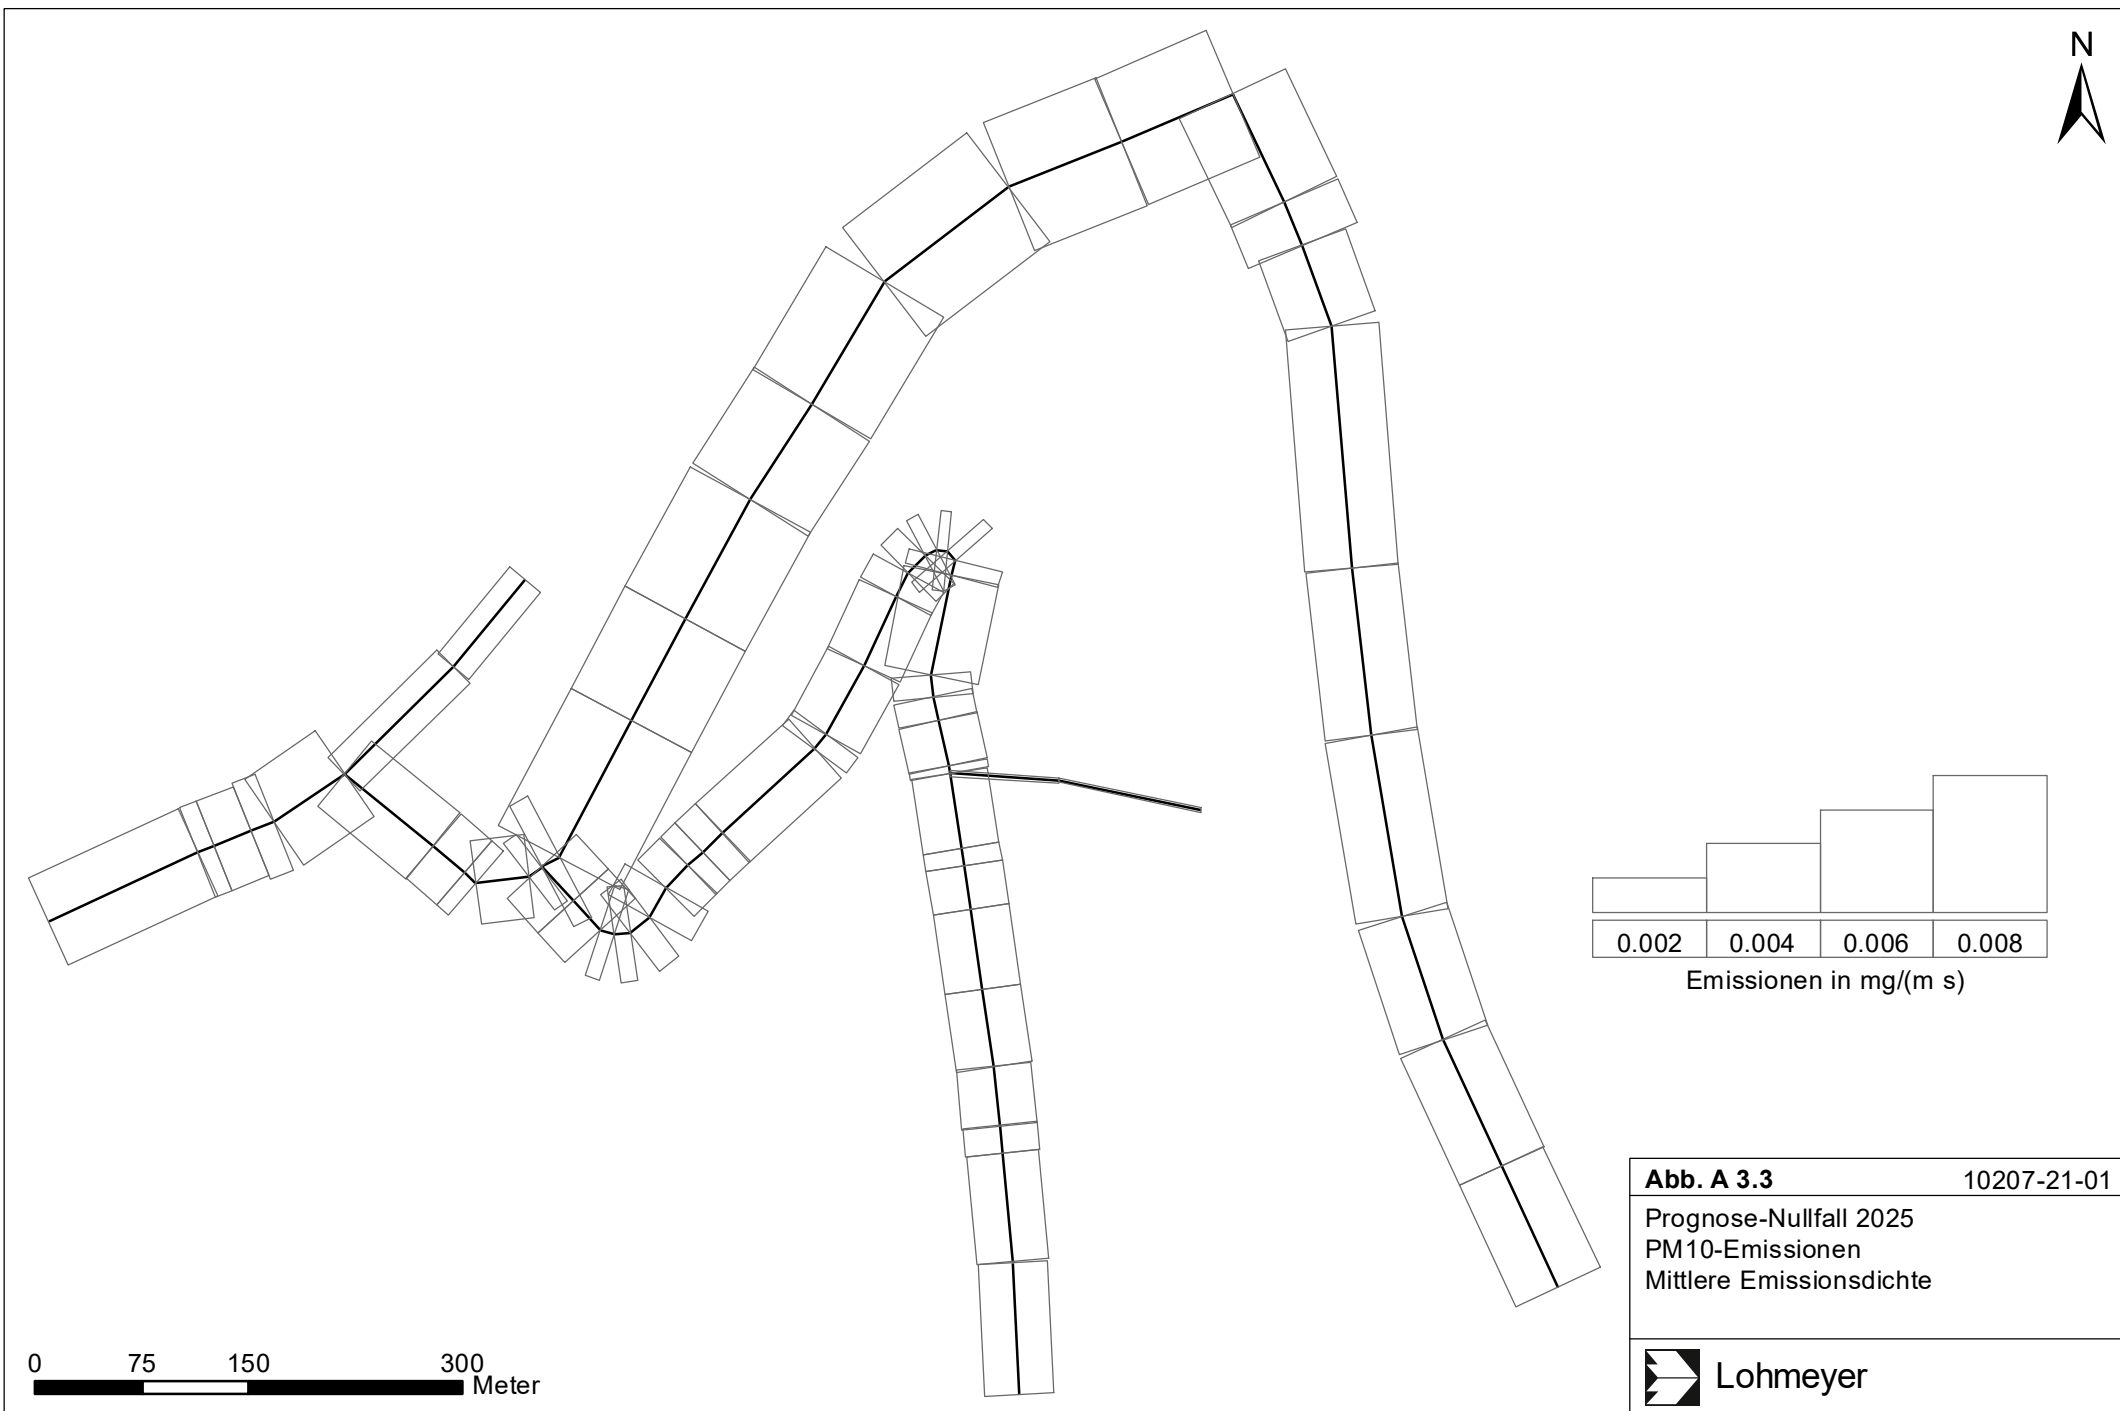 N
0.002 0.004 0.006 0.008
Emissionen in mg/(m s)
Abb. A 3.3 10207-21-01
Prognose-Nullfall 2025
PM10-Emissionen
Mittlere Emissionsdichte
0 75 150 300
Meter
Lohmeyer